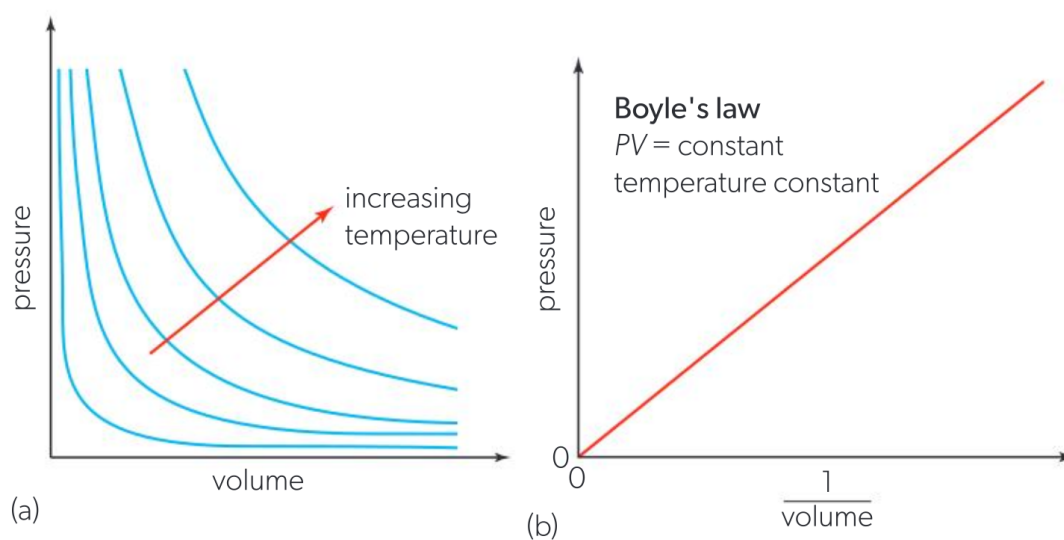 pressure
increasing
temperature
volume
(a)
Boyle's law
PV = constant
temperature constant
pressure
0
0
1
volume
(b)